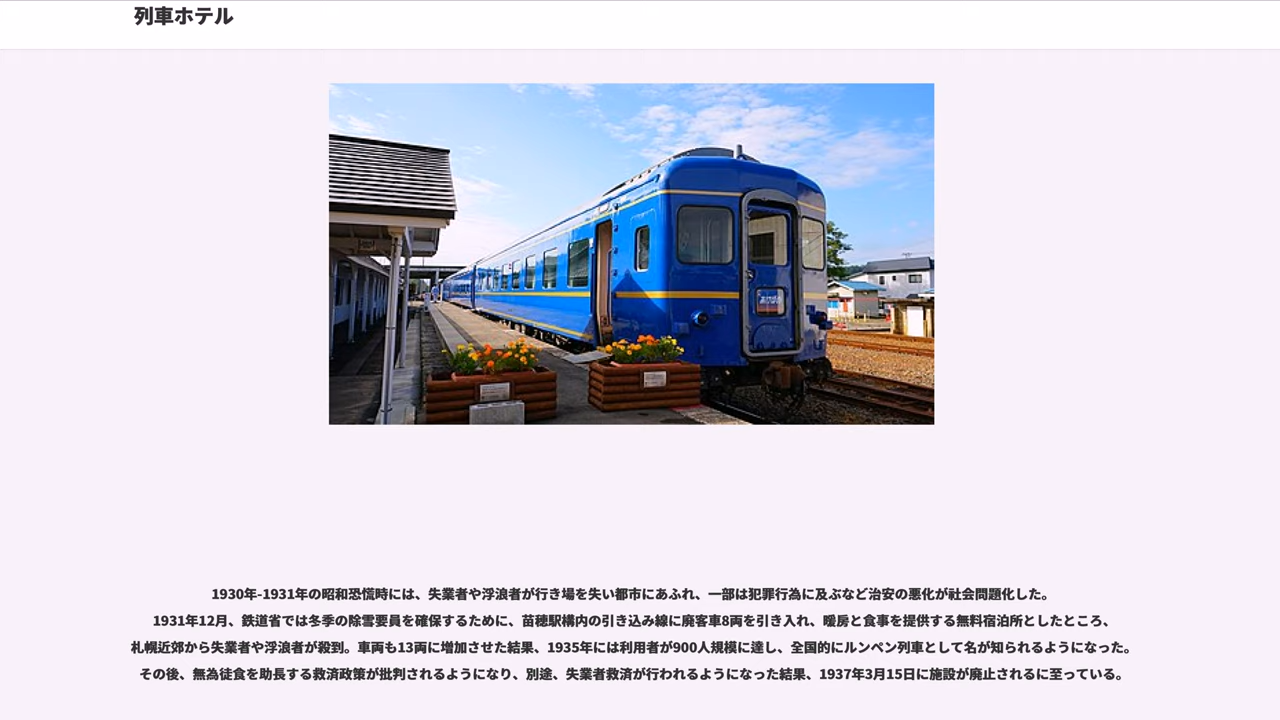 列車ホテル
1930年-1931年の昭和恐慌時には、失業者や浮浪者が行き場を失い都市にあふれ、一部は犯罪行為に及ぶなど治安の悪化が社会問題化した。
1931年12月、鉄道省では冬季の除雪要員を確保するために、苗穂駅構内の引き込み線に廃客車8両を引き入れ、暖房と食事を提供する無料宿泊所としたところ、
札幌近郊から失業者や浮浪者が殺到。車両も13両に増加させた結果、1935年には利用者が900人規模に達し、全国的にルンペン列車として名が知られるようになった。
その後、無為徒食を助長する救済政策が批判されるようになり、別途、失業者救済が行われるようになった結果、1937年3月15日に施設が廃止されるに至っている。